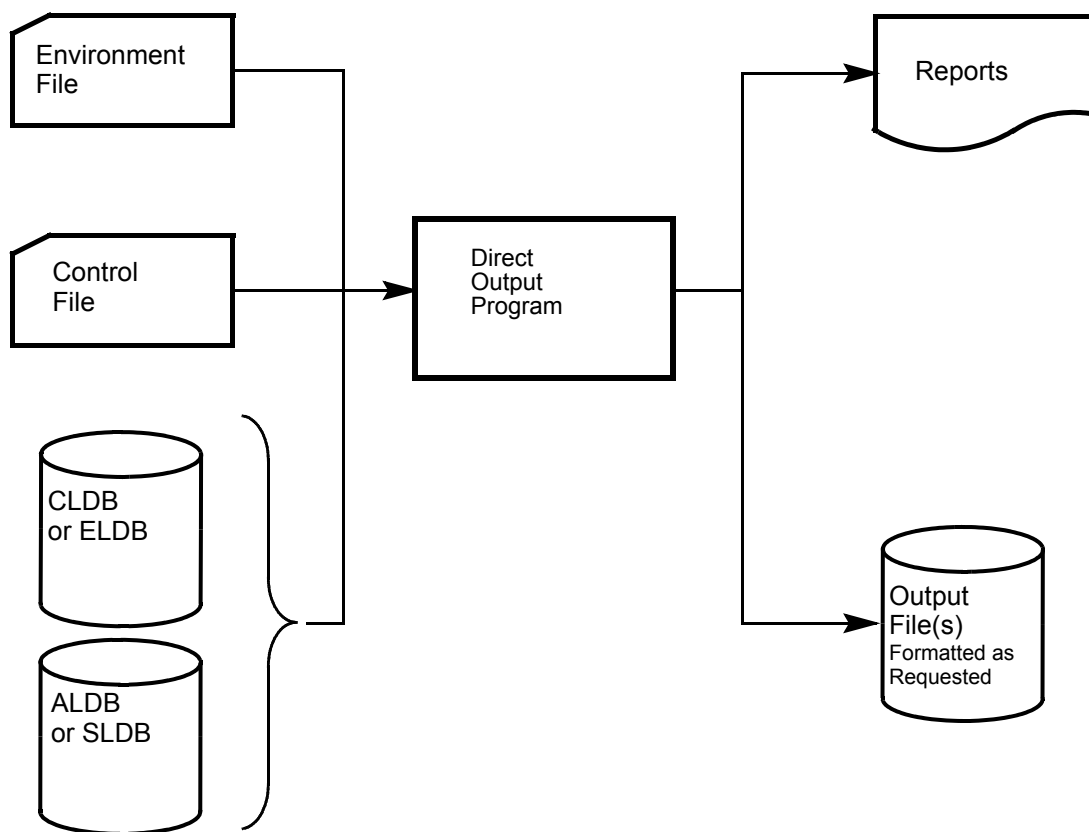 Environment
File
Control
File
CLDB
or ELDB
ALDB
or SLDB
Direct
Output
Program
Reports
Output
File(s)
Formatted as
Requested